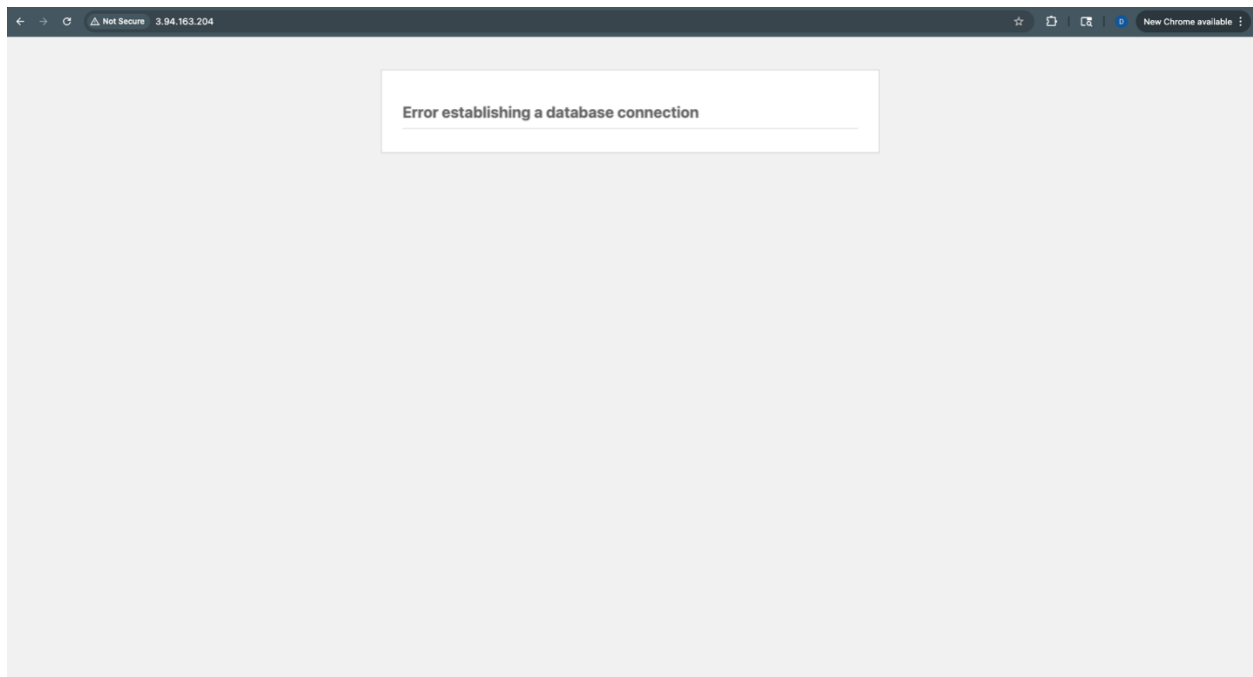 Not Secure 3.94.163.204 D New Chrome available
Error establishing a database connection